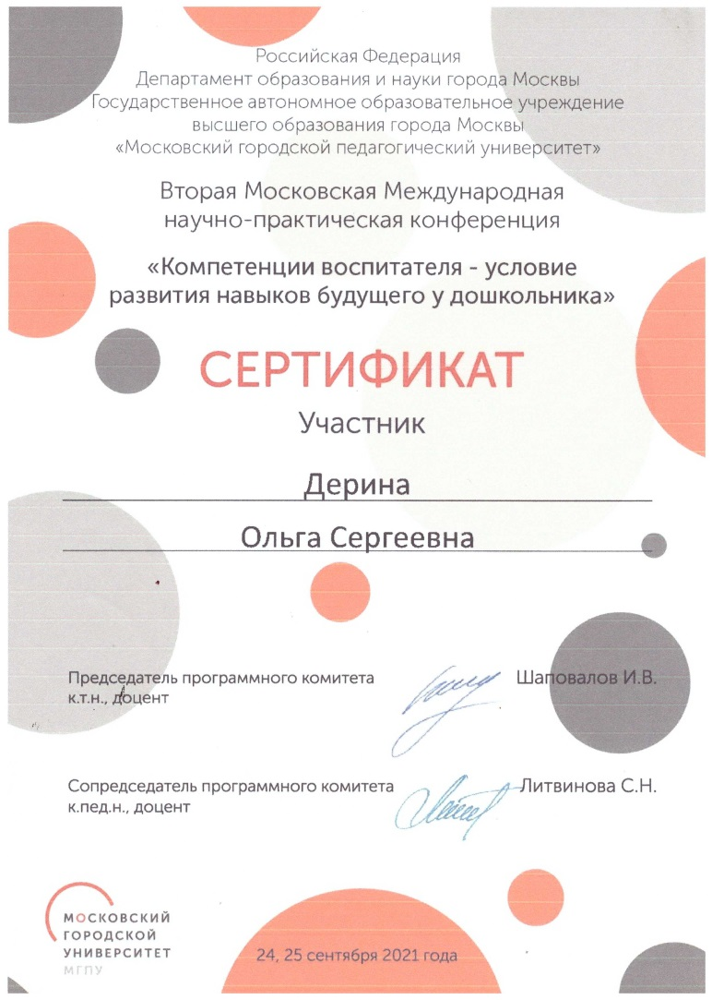 Российская Федерация
Департамент образования и науки города Москвы
Государственное автономное образовательное учреждение
высшего образования города Москвы
«Московский городской педагогический университет»
Вторая Московская Международная
научно-практическая конференция
«Компетенции воспитателя - условие
развития навыков будущего у дошкольника»
СЕРТИФИКАТ
Участник
Дерина
Ольга Сергеевна
Председатель программного комитета
к.т.н., доцент
Шаповалов И.В.
Сопредседатель программного комитета
к.пед.н., доцент
Литвинова С.Н.
МОСКОВСКИЙ
ГОРОДСКОЙ
УНИВЕРСИТЕТ
МГПУ
24, 25 сентября 2021 года